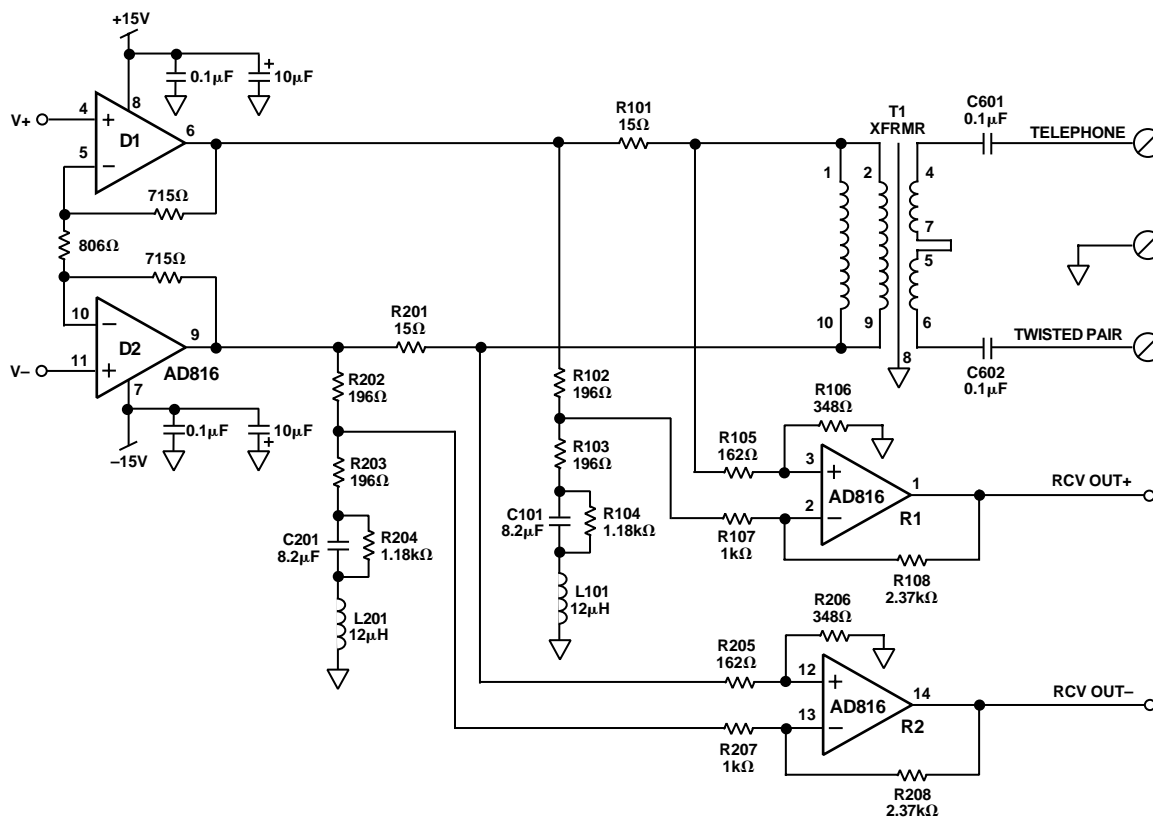 +15V
0.1µF
10µF
+
8
V+
4
+
D1
6
5
−
715Ω
806Ω
715Ω
10
−
D2
9
V−
11
+
7
AD816
0.1µF
10µF
+
−15V
R101
15Ω
R201
15Ω
T1
XFRMR
1
2
4
7
5
10
9
8
6
C601
0.1µF
TELEPHONE
TWISTED PAIR
C602
0.1µF
R202
196Ω
R203
196Ω
C201
8.2µF
R204
1.18kΩ
L201
12µH
R102
196Ω
R103
196Ω
C101
8.2µF
R104
1.18kΩ
L101
12µH
R106
348Ω
R105
162Ω
3
+
AD816
1
2
−
R1
R107
1kΩ
R108
2.37kΩ
RCV OUT+
R206
348Ω
R205
162Ω
12
+
AD816
14
13
−
R2
R207
1kΩ
R208
2.37kΩ
RCV OUT−